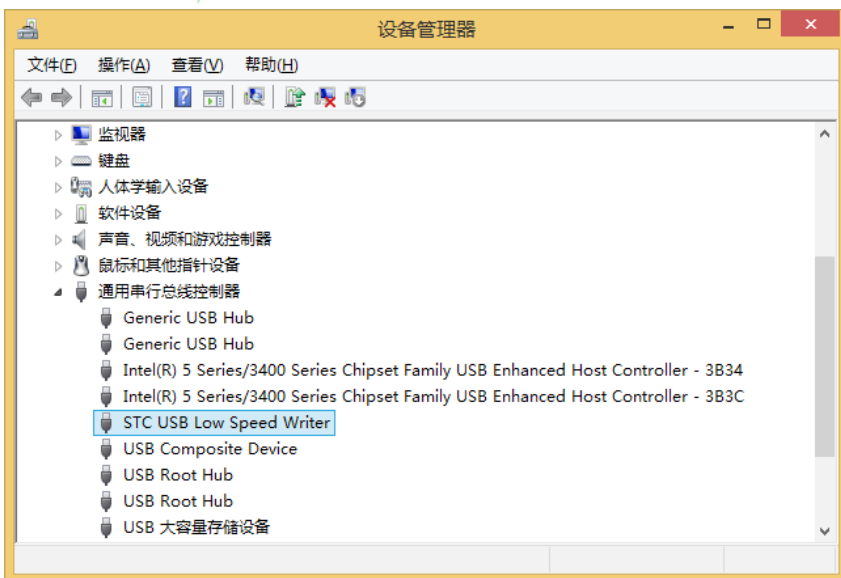 设备管理器
文件(F) 操作(A) 查看(V) 帮助(H)
监视器
键盘
人体学输入设备
软件设备
声音、视频和游戏控制器
鼠标和其他指针设备
通用串行总线控制器
Generic USB Hub
Generic USB Hub
Intel(R) 5 Series/3400 Series Chipset Family USB Enhanced Host Controller - 3B34
Intel(R) 5 Series/3400 Series Chipset Family USB Enhanced Host Controller - 3B3C
STC USB Low Speed Writer
USB Composite Device
USB Root Hub
USB Root Hub
USB 大容量存储设备